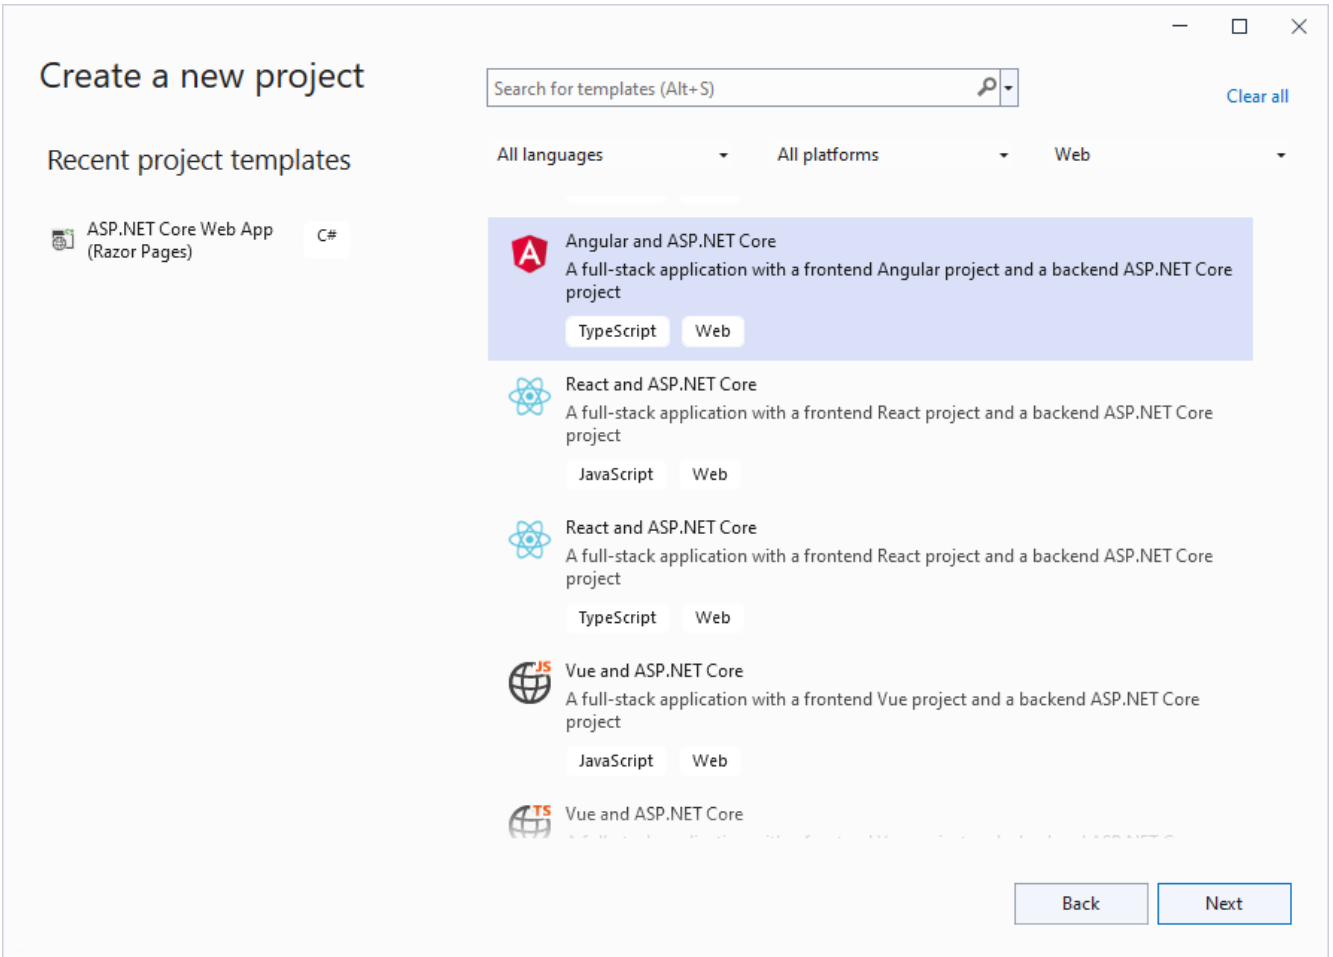 Create a new project
Search for templates (Alt+S)
Clear all
Recent project templates
All languages
All platforms
Web
ASP.NET Core Web App
(Razor Pages)
C#
Angular and ASP.NET Core
A full-stack application with a frontend Angular project and a backend ASP.NET Core
project
TypeScript
Web
React and ASP.NET Core
A full-stack application with a frontend React project and a backend ASP.NET Core
project
JavaScript
Web
React and ASP.NET Core
A full-stack application with a frontend React project and a backend ASP.NET Core
project
TypeScript
Web
JS
Vue and ASP.NET Core
A full-stack application with a frontend Vue project and a backend ASP.NET Core
project
JavaScript
Web
TS
Vue and ASP.NET Core
Back
Next